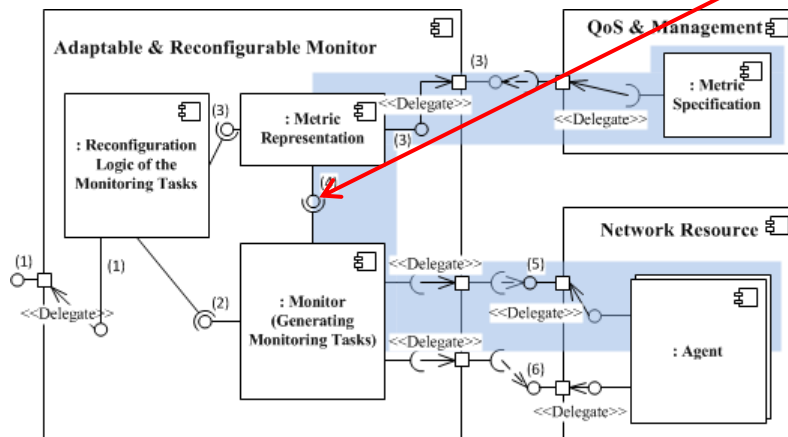 Adaptable & Reconfigurable Monitor
QoS & Management
(3)
<<Delegate>>
: Metric
Specification
<<Delegate>>
(3)
: Metric
Representation
(3)
: Reconfiguration
Logic of the
Monitoring Tasks
(4)
Network Resource
(1)
(1)
<<Delegate>>
(2)
: Monitor
(Generating
Monitoring Tasks)
<<Delegate>>
(5)
<<Delegate>>
<<Delegate>>
(6)
: Agent
<<Delegate>>